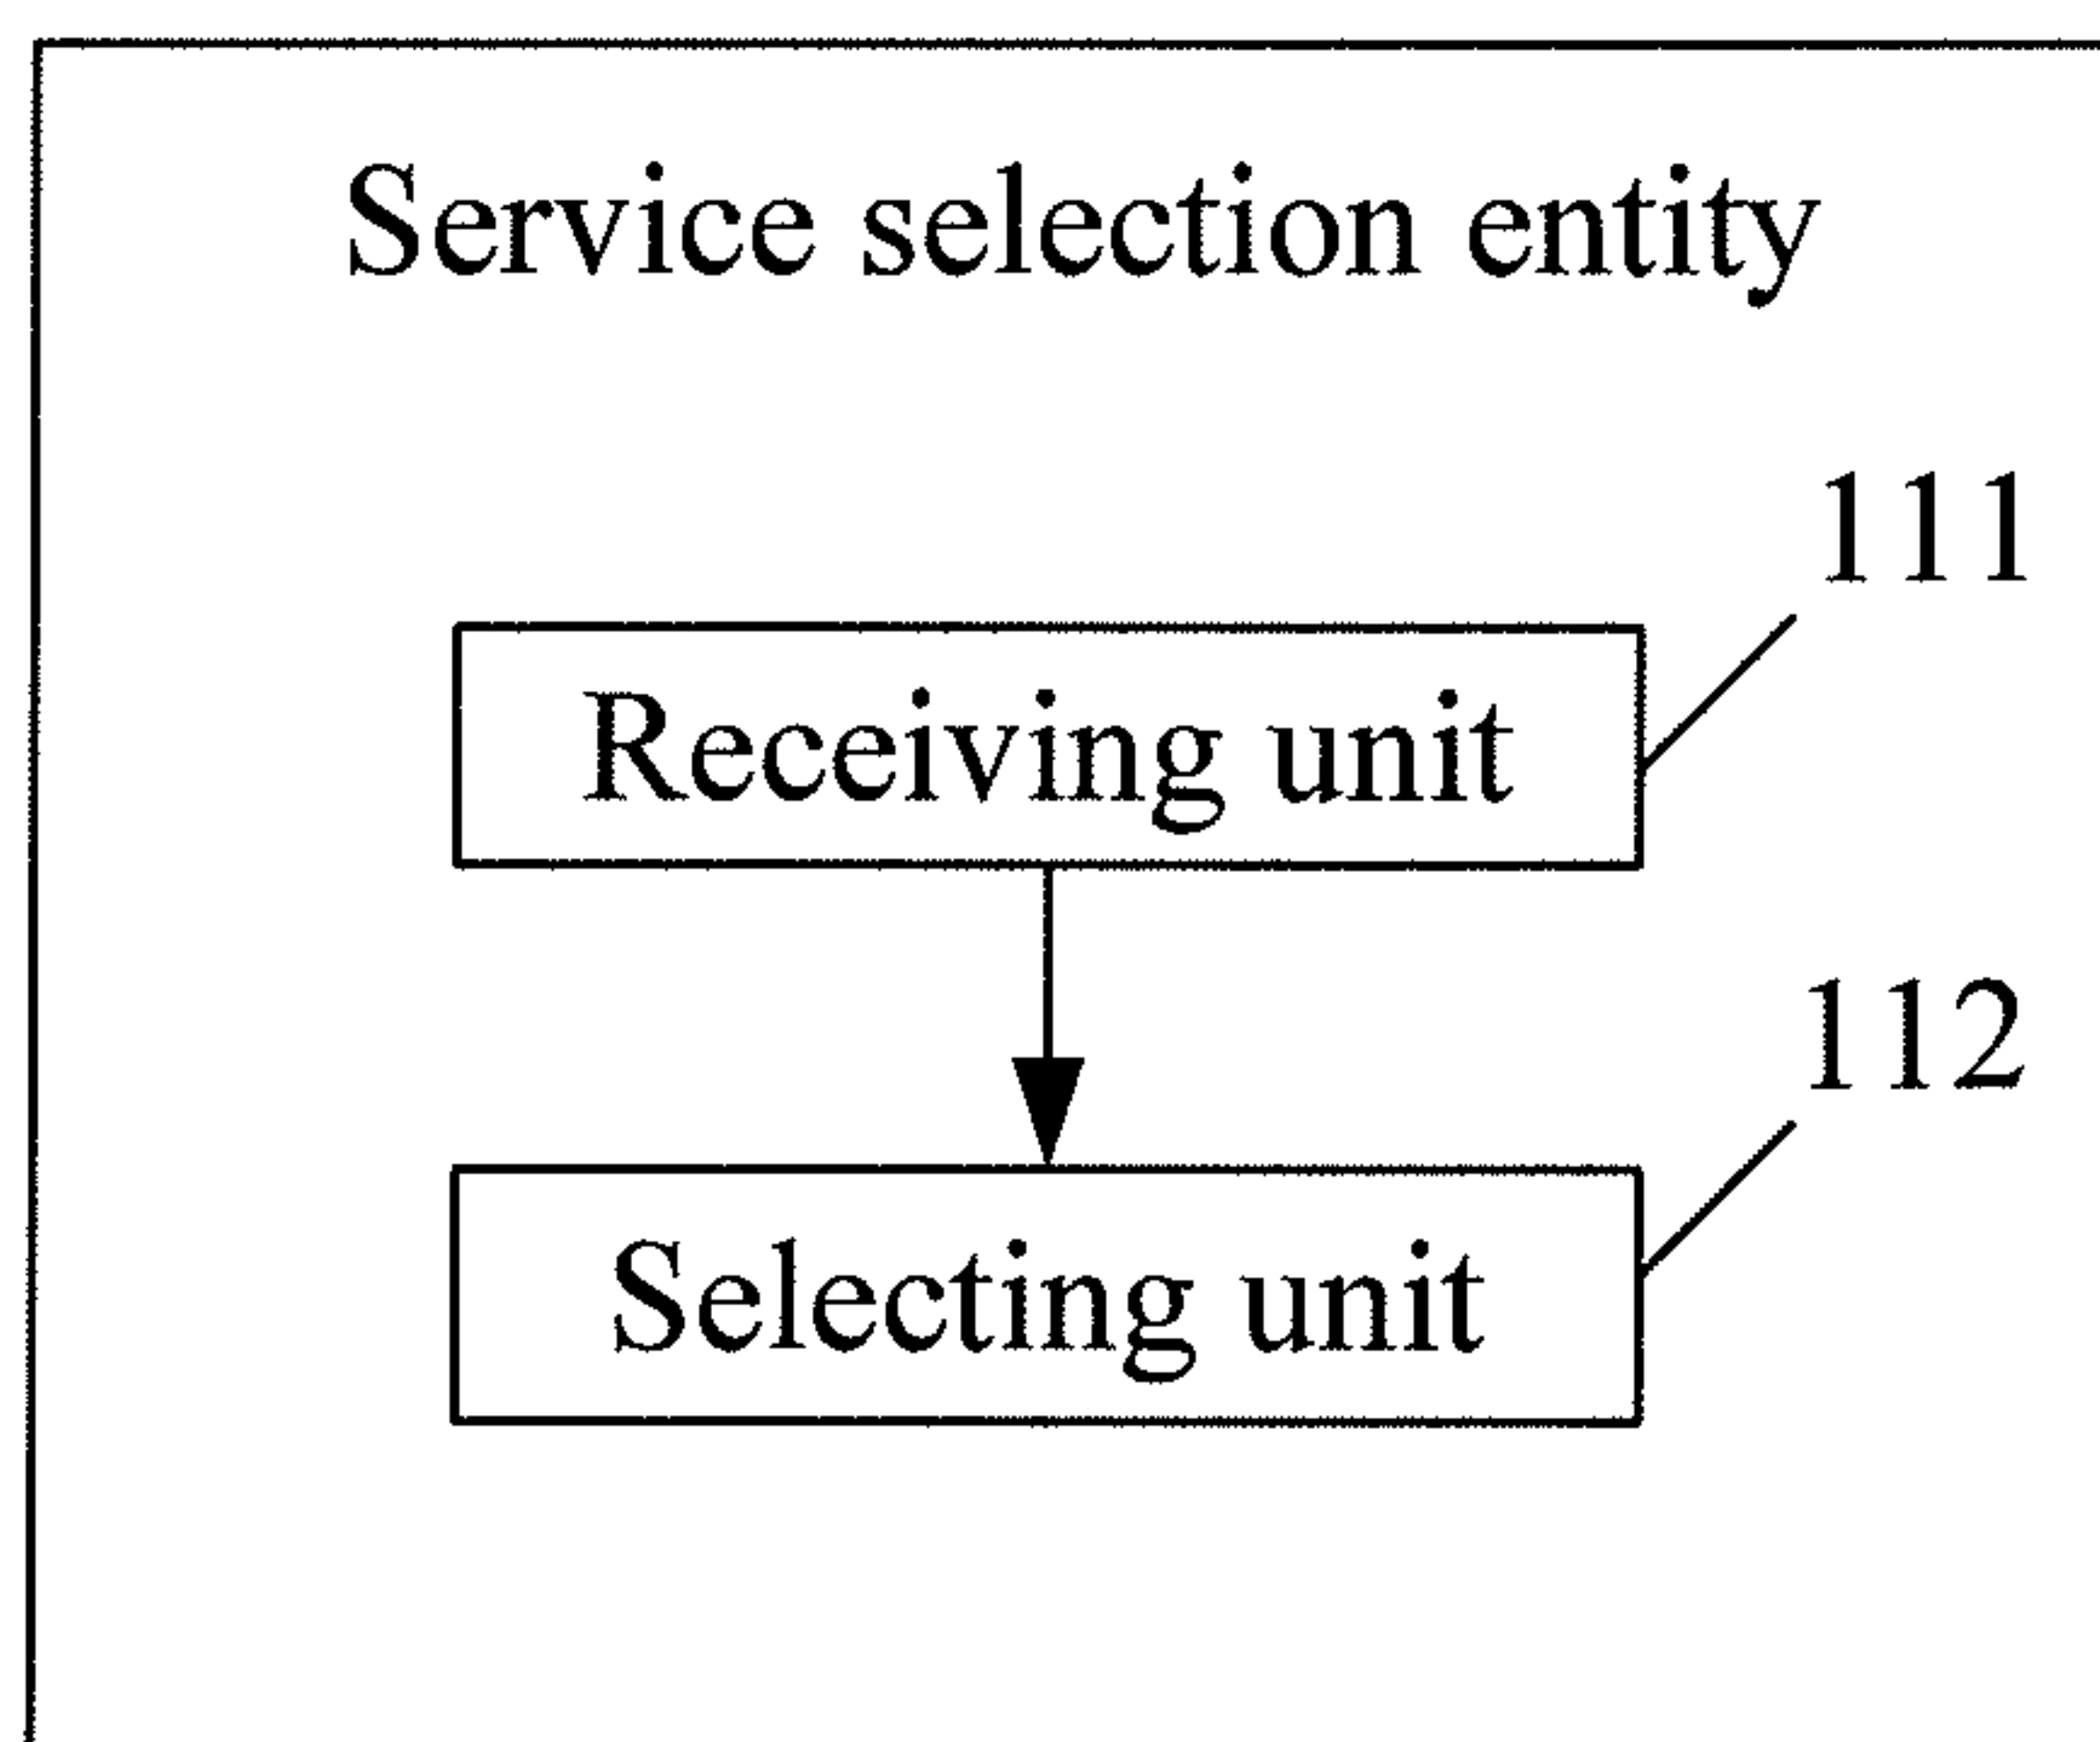 Service selection entity
111
Receiving unit
112
Selecting unit